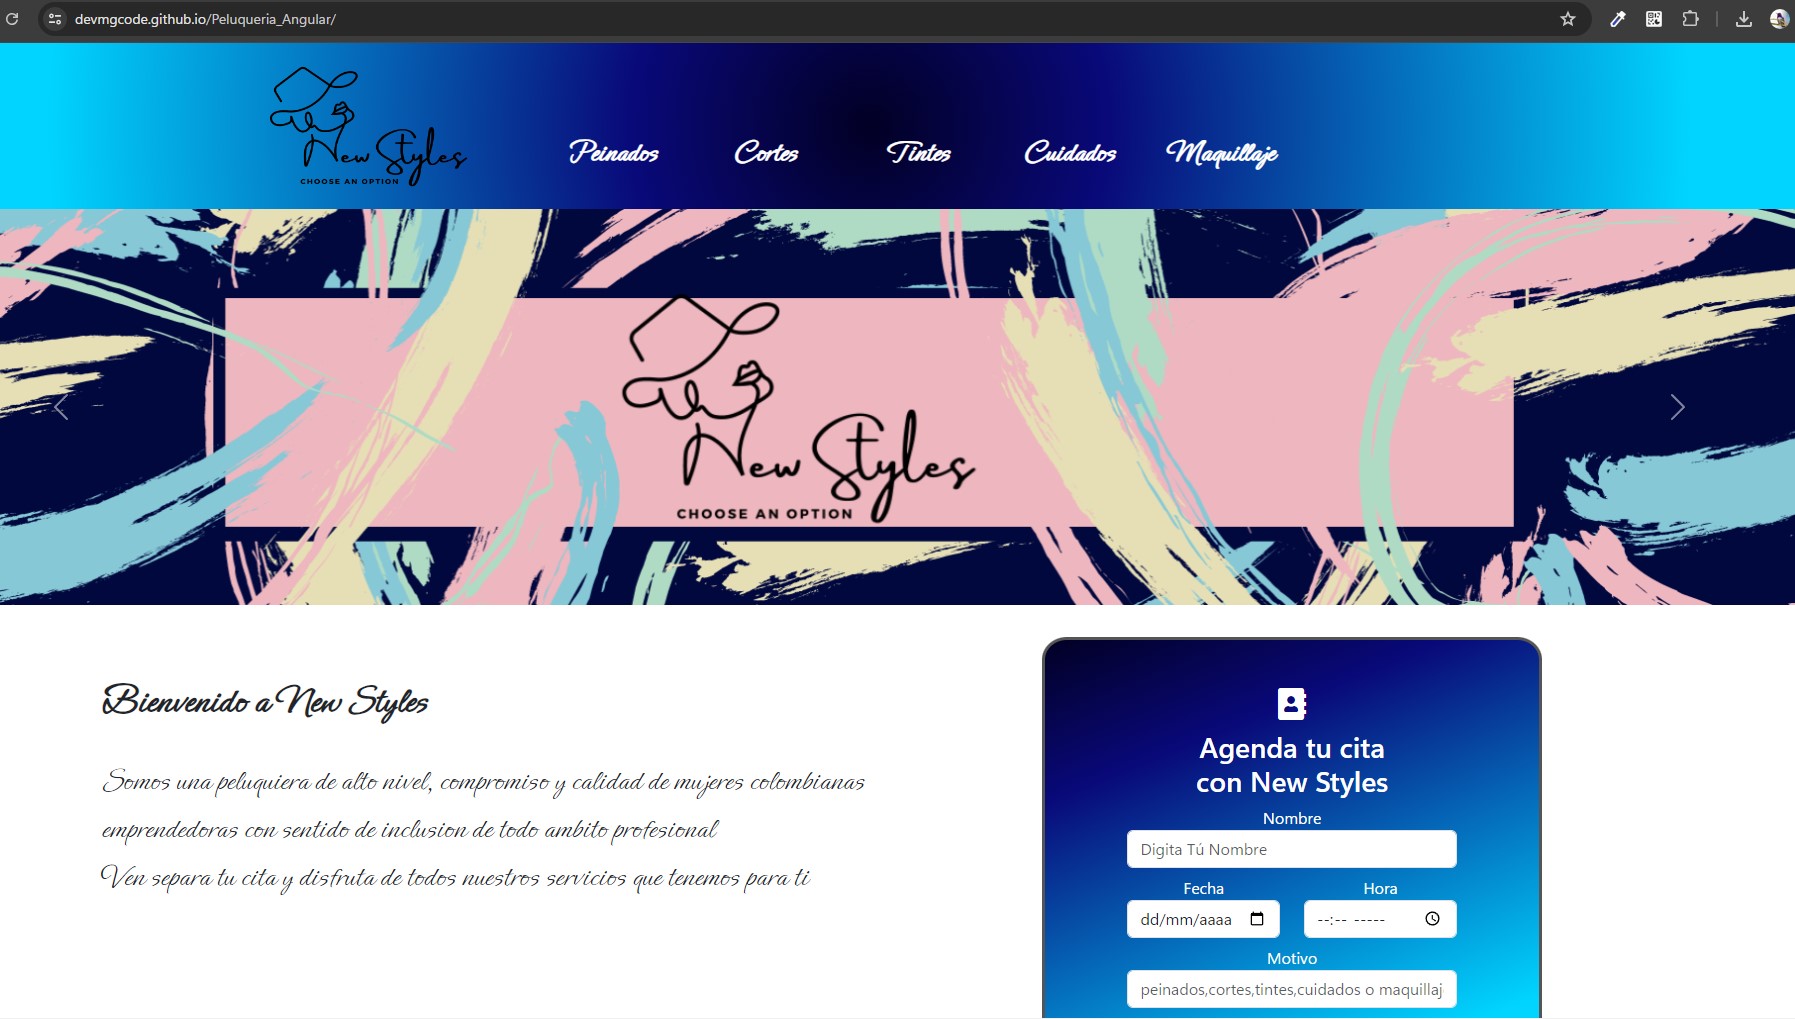 devmgcode.github.io/Peluqueria_Angular/
New Styles
CHOOSE AN OPTION
Peinados Cortes Tintes Cuidados Maquillaje
New Styles
CHOOSE AN OPTION
Bienvenido a New Styles
Somos una peluquiera de alto nivel, compromiso y calidad de mujeres colombianas
emprendedoras con sentido de inclusion de todo ambito profesional
Ven separa tu cita y disfruta de todos nuestros servicios que tenemos para ti
Agenda tu cita
con New Styles
Nombre
Digita Tú Nombre
Fecha Hora
dd/mm/aaaa --:-- -----
Motivo
peinados,cortes,tintes,cuidados o maquillaj